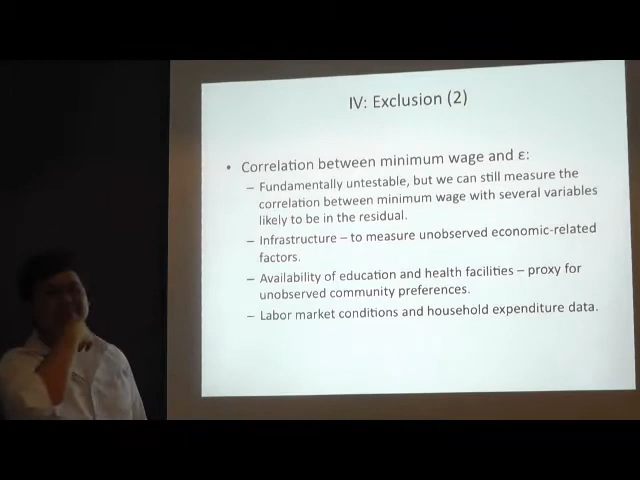 IV: Exclusion (2)
• Correlation between minimum wage and ε:
– Fundamentally untestable, but we can still measure the
correlation between minimum wage with several variables
likely to be in the residual.
– Infrastructure – to measure unobserved economic-related
factors.
– Availability of education and health facilities – proxy for
unobserved community preferences.
– Labor market conditions and household expenditure data.